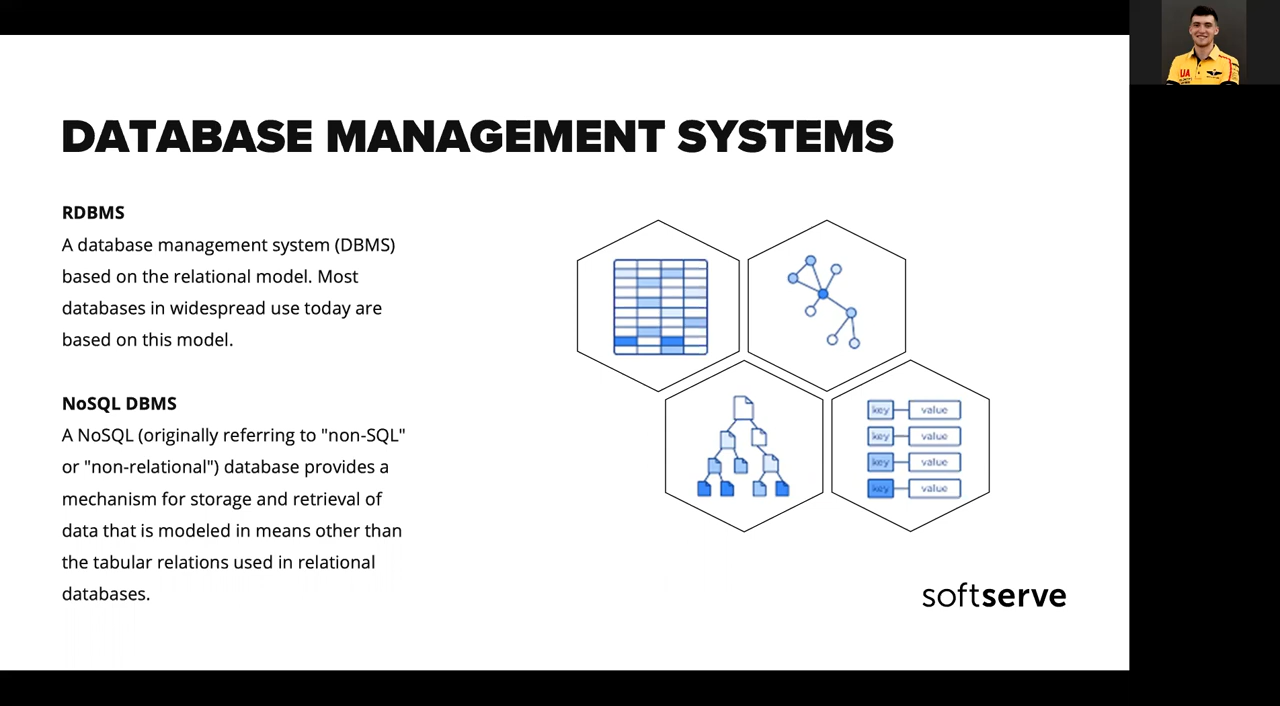 DATABASE MANAGEMENT SYSTEMS
RDBMS
A database management system (DBMS)
based on the relational model. Most
databases in widespread use today are
based on this model.
NoSQL DBMS
A NoSQL (originally referring to "non-SQL"
or "non-relational") database provides a
mechanism for storage and retrieval of
data that is modeled in means other than
the tabular relations used in relational
databases.
key value
key value
key value
key value
softserve
UA